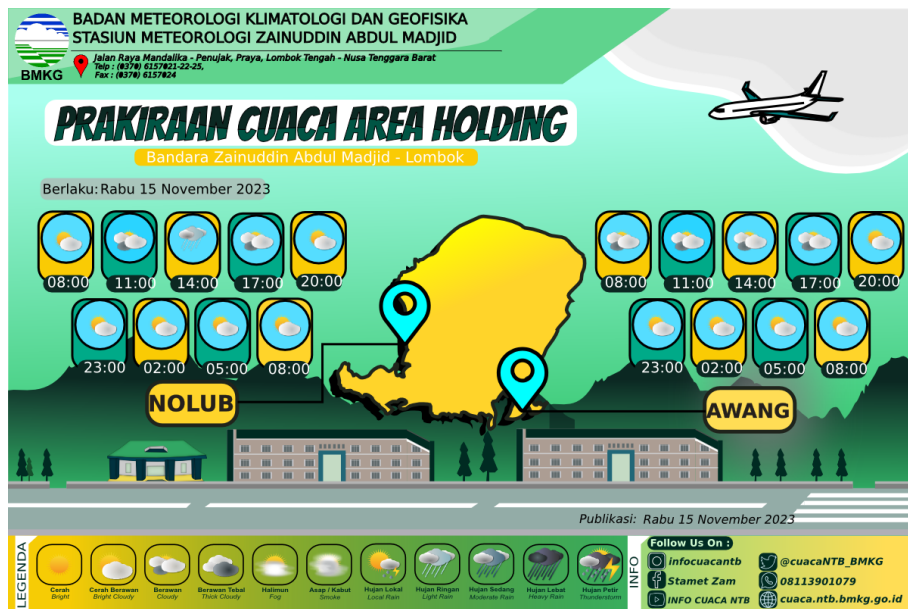 BADAN METEOROLOGI KLIMATOLOGI DAN GEOFISIKA
STASIUN METEOROLOGI ZAINUDDIN ABDUL MADJID
Jalan Raya Mandalika - Penujak, Praya, Lombok Tengah - Nusa Tenggara Barat
Telp : (0370) 6157021-22-25,
Fax : (0370) 6157024
BMKG
PRAKIRAAN CUACA AREA HOLDING
Bandara Zainuddin Abdul Madjid - Lombok
Berlaku: Rabu 15 November 2023
08:00 11:00 14:00 17:00 20:00
23:00 02:00 05:00 08:00
NOLUB
08:00 11:00 14:00 17:00 20:00
23:00 02:00 05:00 08:00
AWANG
Publikasi: Rabu 15 November 2023
LEGENDA
Cerah
Bright
Cerah Berawan
Bright Cloudy
Berawan
Cloudy
Berawan Tebal
Thick Cloudy
Halimun
Fog
Asap / Kabut
Smoke
Hujan Lokal
Local Rain
Hujan Ringan
Light Rain
Hujan Sedang
Moderate Rain
Hujan Lebat
Heavy Rain
Hujan Petir
Thunderstorm
INFO
Follow Us On :
infocuacantb
Stamet Zam
INFO CUACA NTB
@cuacaNTB_BMKG
08113901079
cuaca.ntb.bmkg.go.id